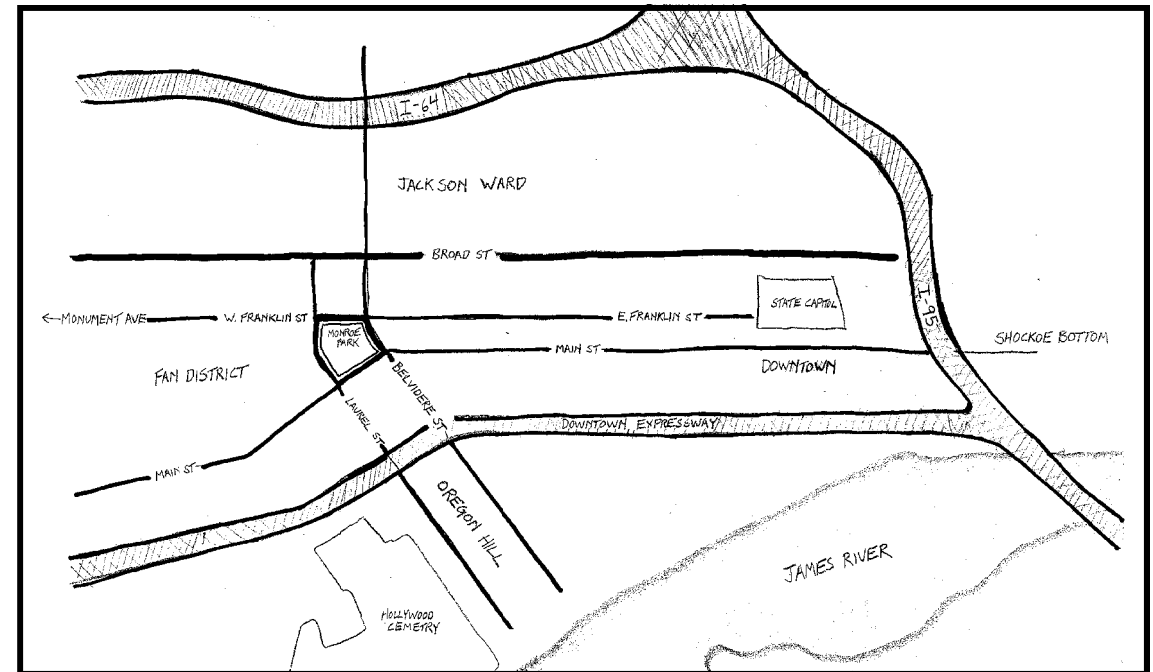 I-64
JACKSON WARD
BROAD ST
←MONUMENT AVE
W. FRANKLIN ST
E. FRANKLIN ST
STATE CAPITOL
I-95
MONROE
PARK
MAIN ST
SHOCKOE BOTTOM
FAN DISTRICT
BELVIDERE ST
DOWNTOWN
LAUREL ST
DOWNTOWN EXPRESSWAY
MAIN ST
OREGON HILL
JAMES RIVER
HOLLYWOOD
CEMETRY